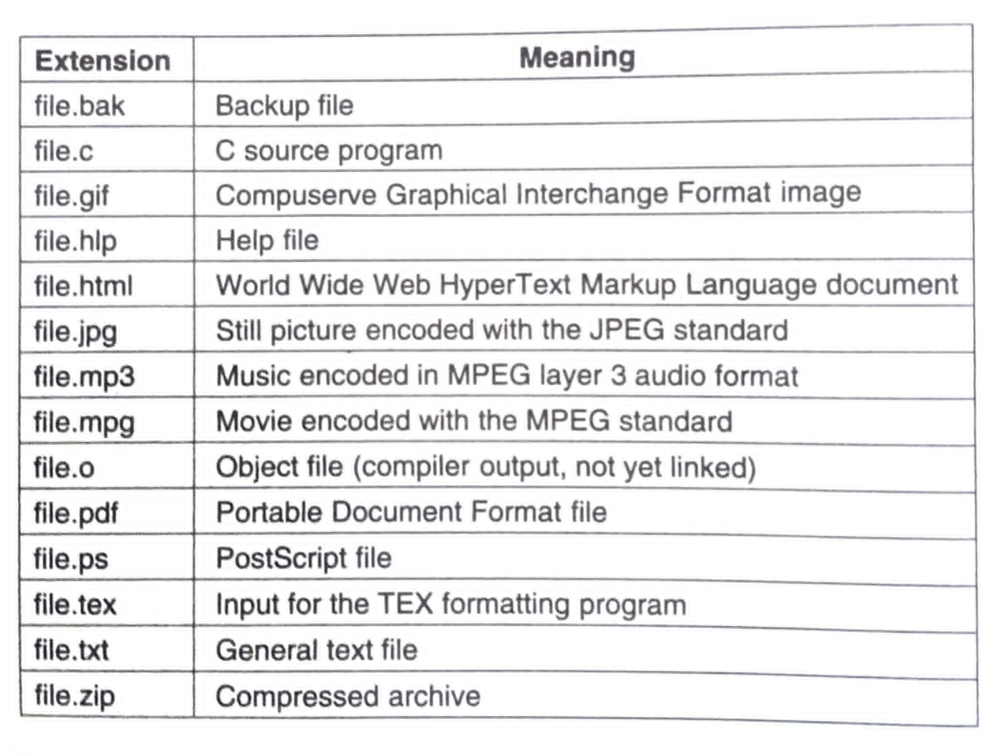 Extension Meaning
file.bak Backup file
file.c C source program
file.gif Compuserve Graphical Interchange Format image
file.hlp Help file
file.html World Wide Web HyperText Markup Language document
file.jpg Still picture encoded with the JPEG standard
file.mp3 Music encoded in MPEG layer 3 audio format
file.mpg Movie encoded with the MPEG standard
file.o Object file (compiler output, not yet linked)
file.pdf Portable Document Format file
file.ps PostScript file
file.tex Input for the TEX formatting program
file.txt General text file
file.zip Compressed archive